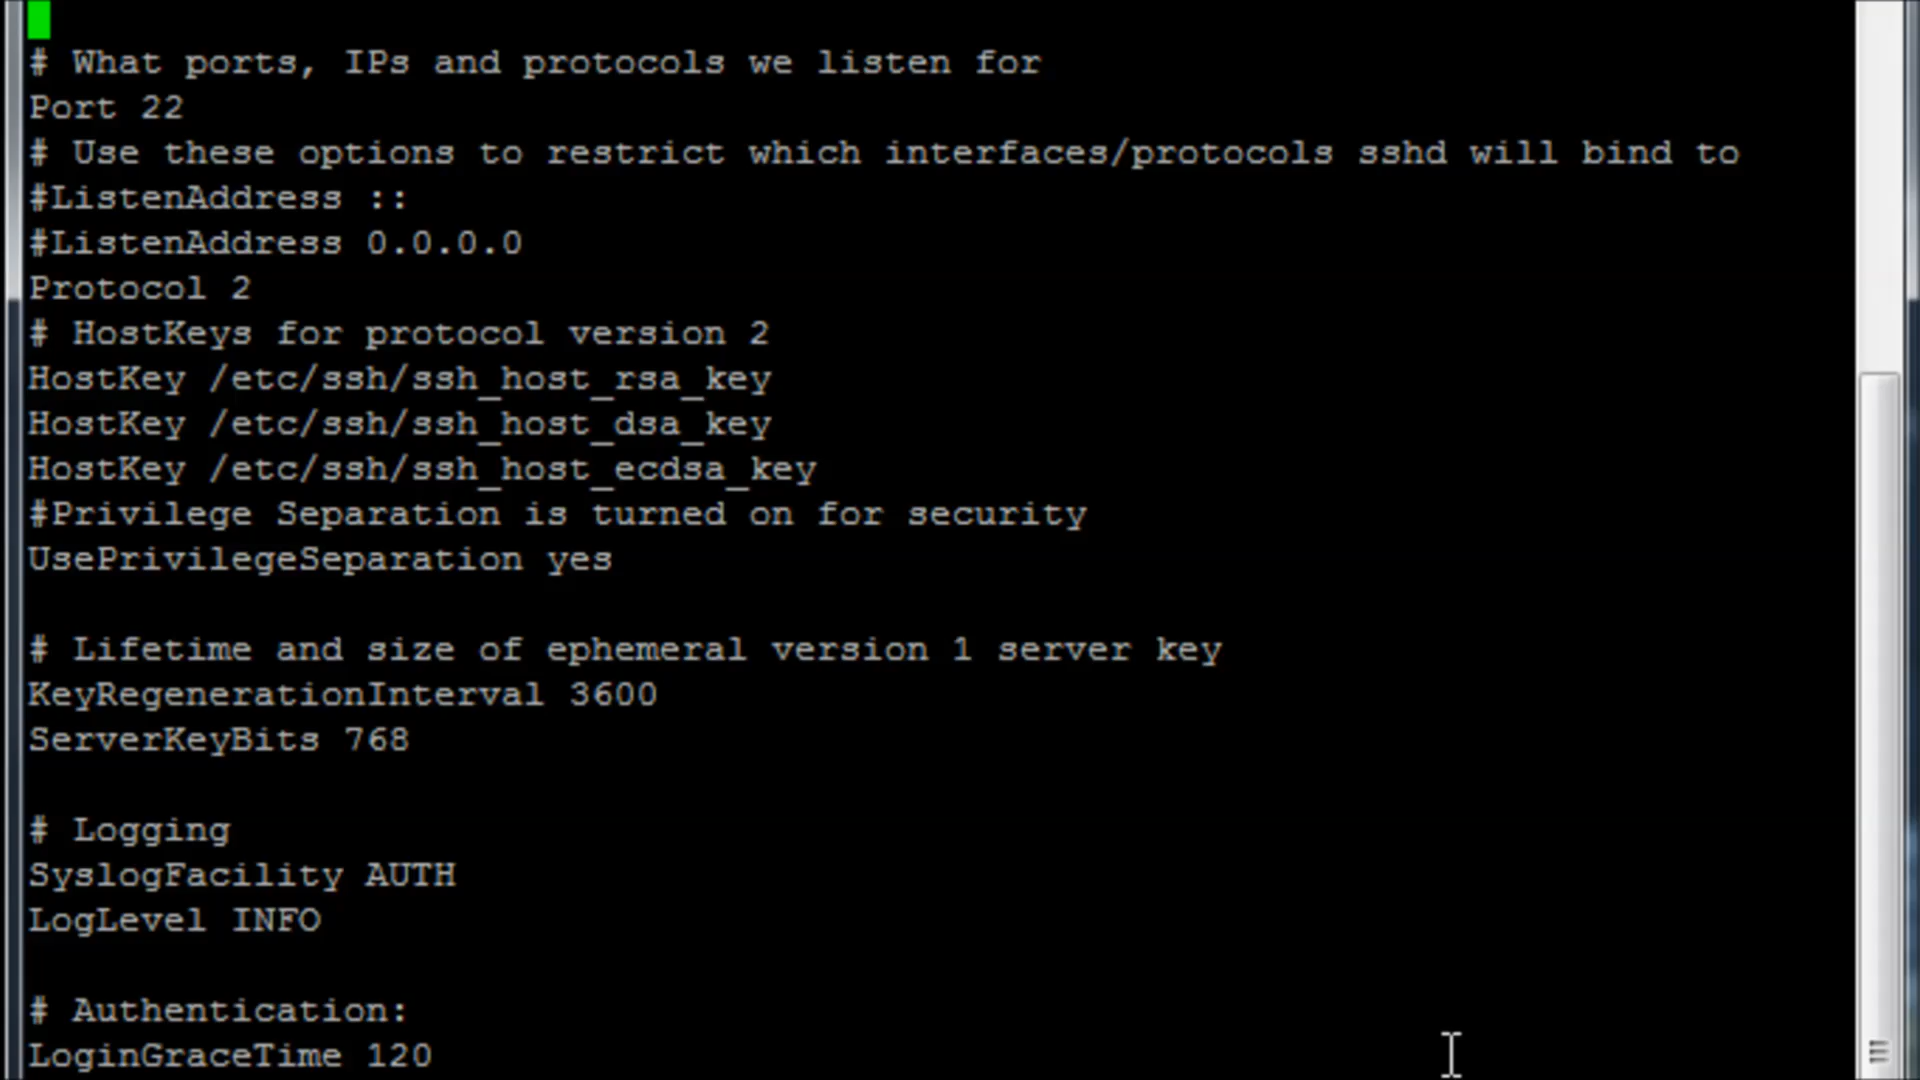 # What ports, IPs and protocols we listen for
Port 22
# Use these options to restrict which interfaces/protocols sshd will bind to
#ListenAddress ::
#ListenAddress 0.0.0.0
Protocol 2
# HostKeys for protocol version 2
HostKey /etc/ssh/ssh_host_rsa_key
HostKey /etc/ssh/ssh_host_dsa_key
HostKey /etc/ssh/ssh_host_ecdsa_key
#Privilege Separation is turned on for security
UsePrivilegeSeparation yes
# Lifetime and size of ephemeral version 1 server key
KeyRegenerationInterval 3600
ServerKeyBits 768
# Logging
SyslogFacility AUTH
LogLevel INFO
# Authentication:
LoginGraceTime 120